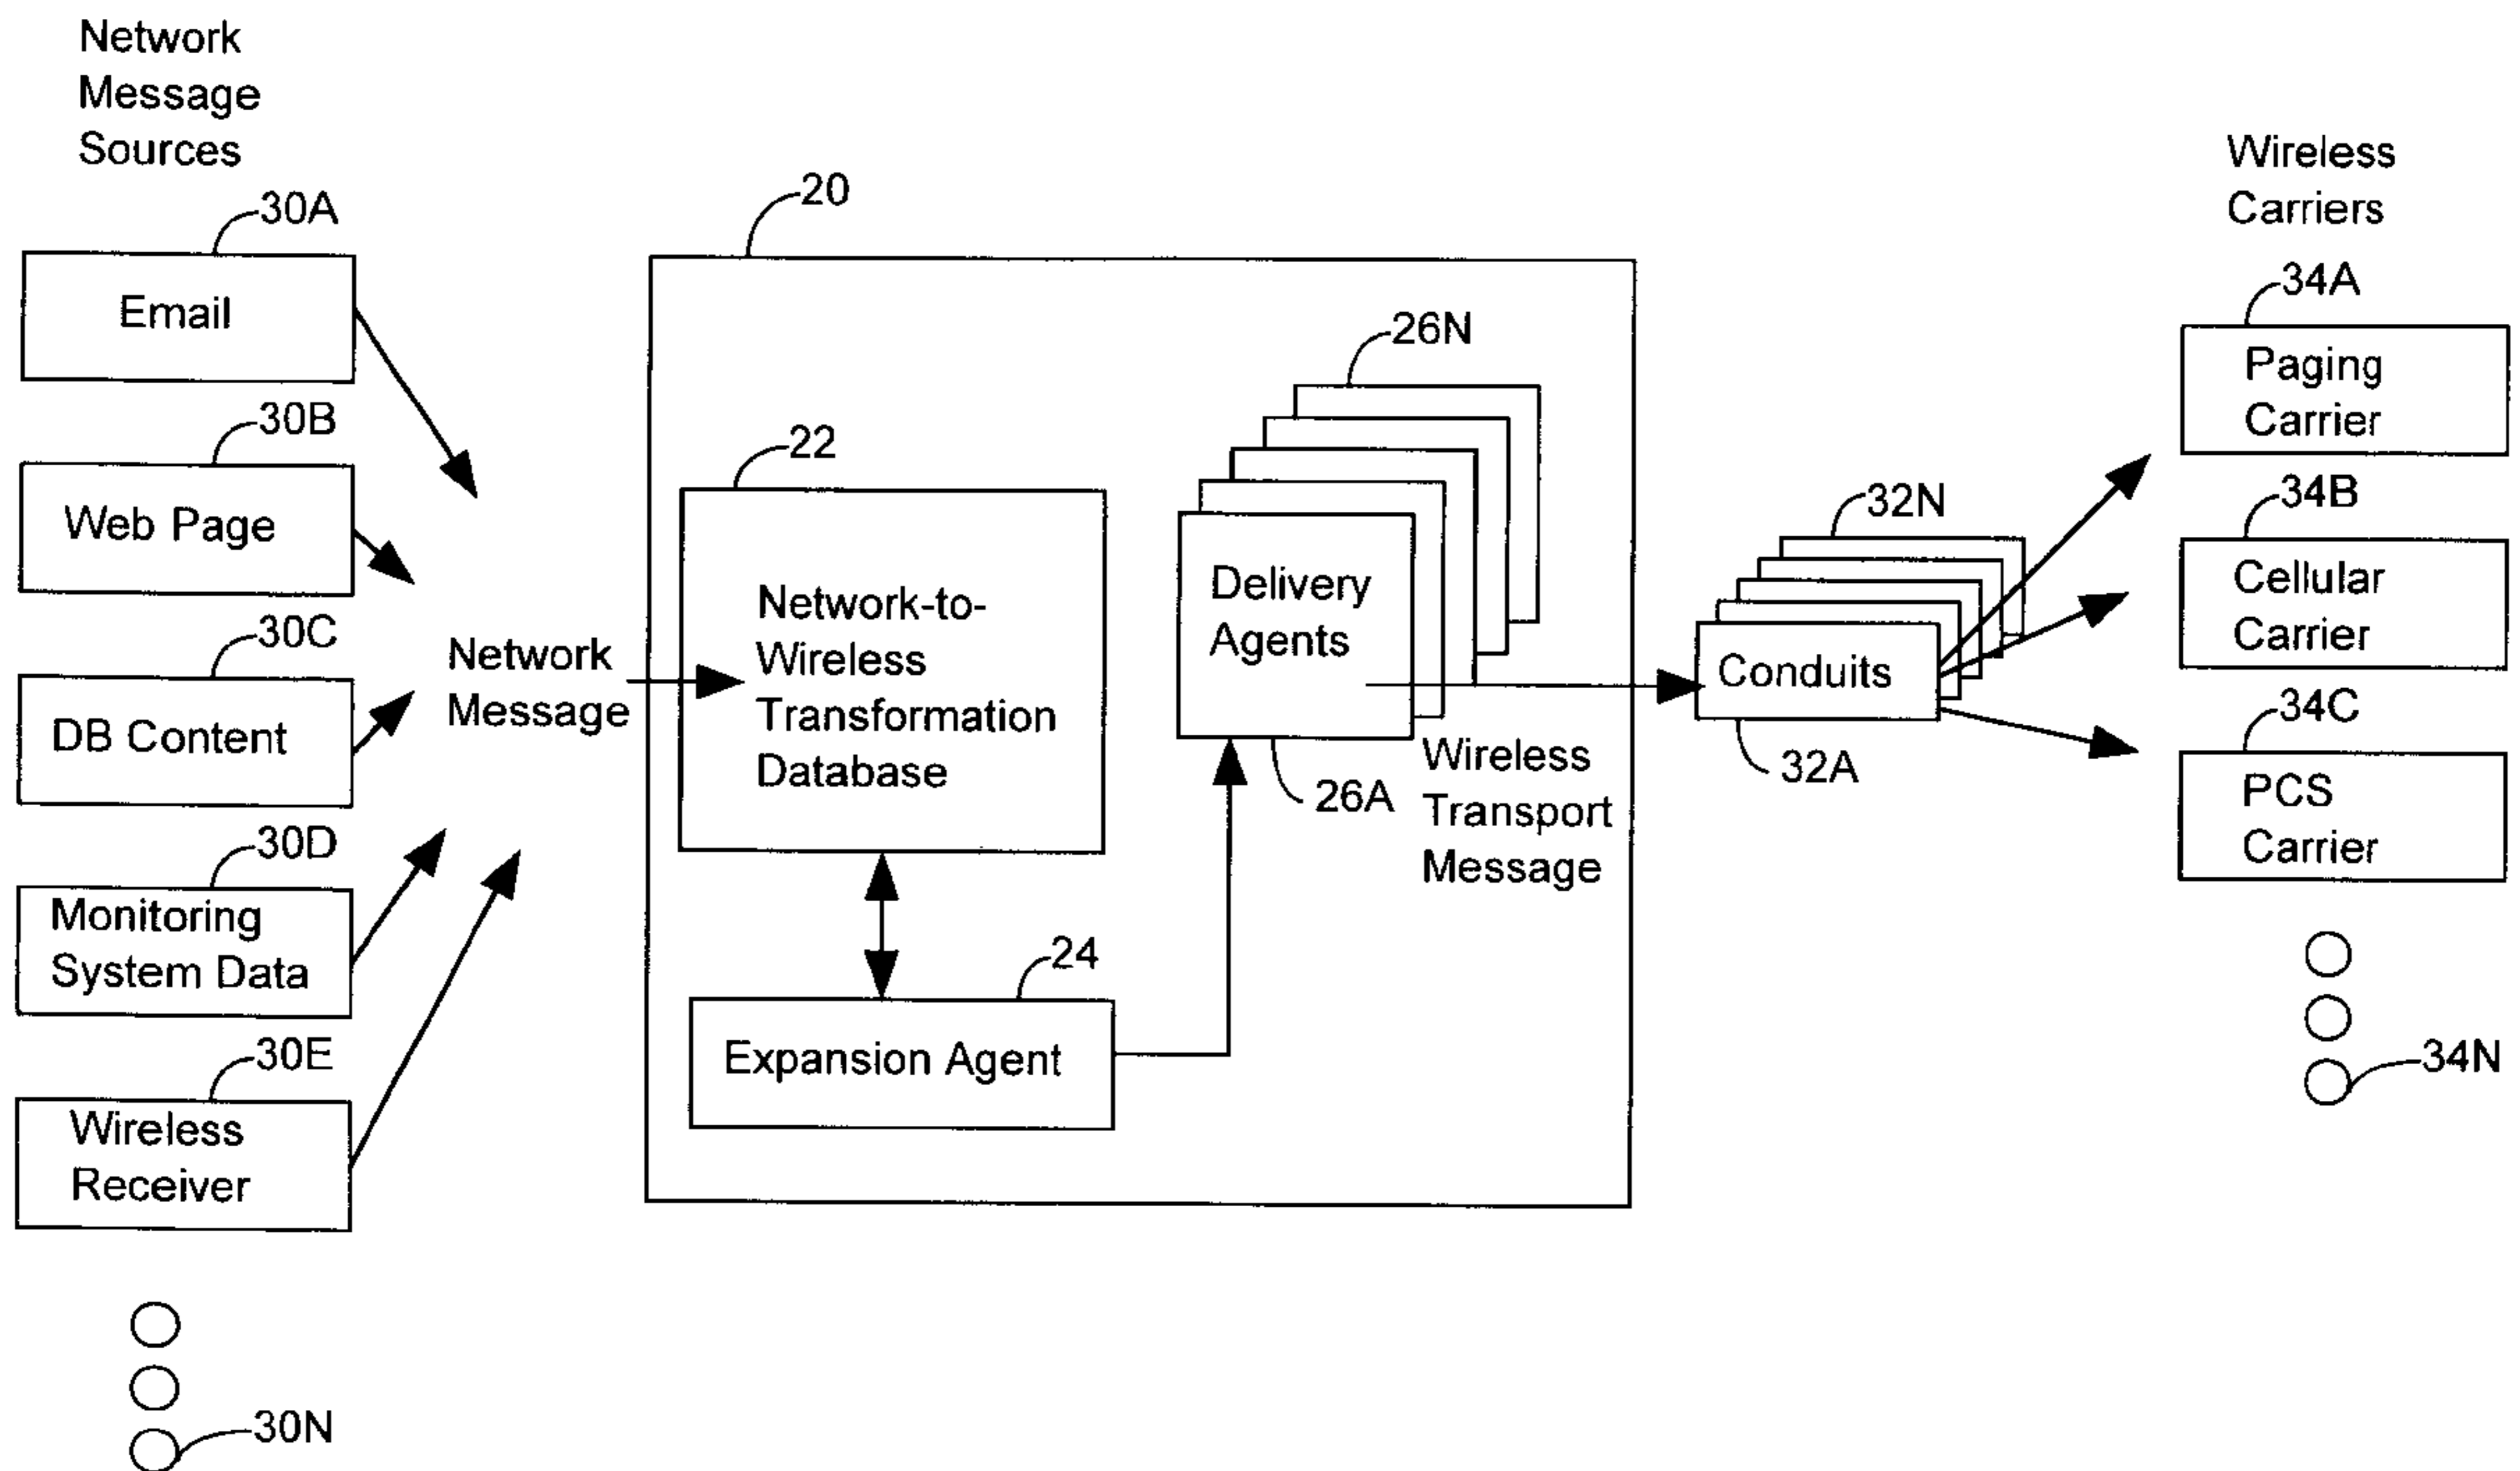 Network
Message
Sources
30A
Email
30B
Web Page
30C
DB Content
30D
Monitoring
System Data
30E
Wireless
Receiver
30N
Network
Message
20
22
Network-to-
Wireless
Transformation
Database
24
Expansion Agent
26N
Delivery
Agents
26A
Wireless
Transport
Message
32N
Conduits
32A
Wireless
Carriers
34A
Paging
Carrier
34B
Cellular
Carrier
34C
PCS
Carrier
34N